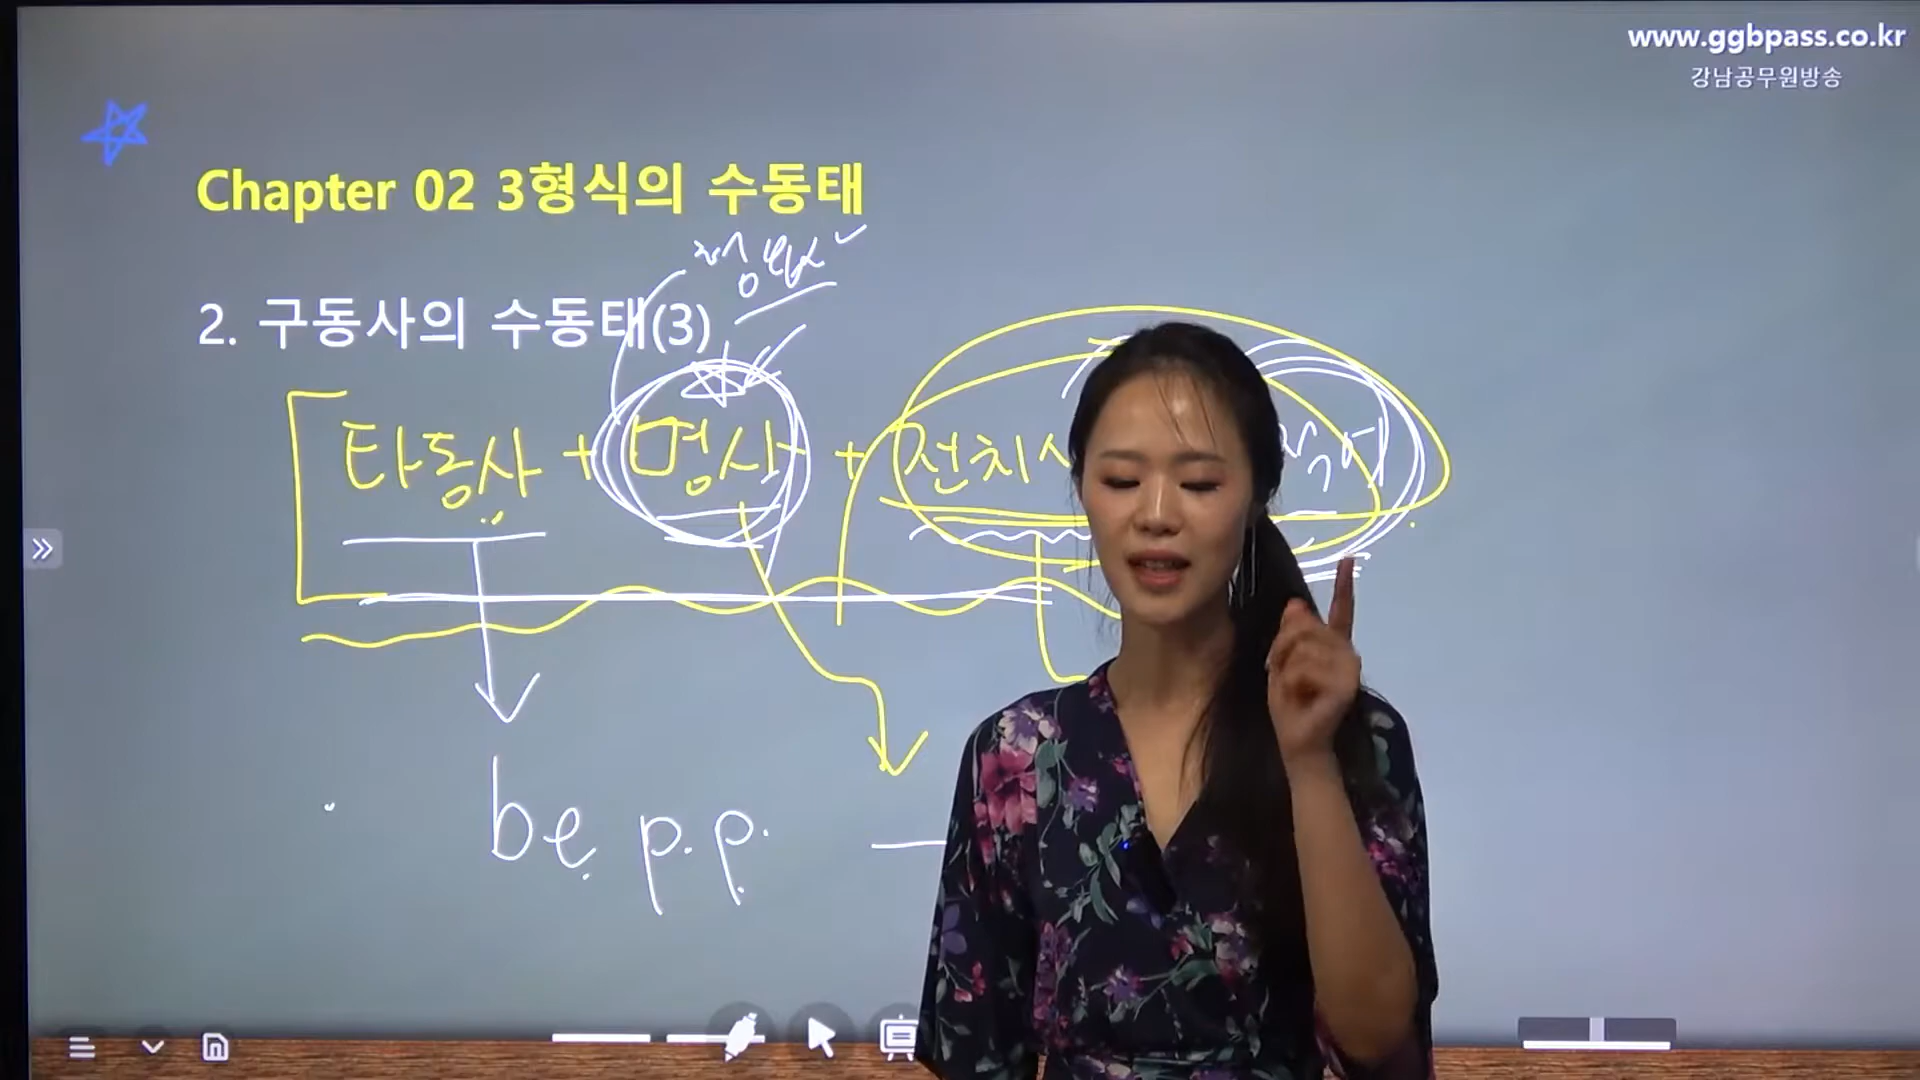 www.ggbpass.co.kr
강남공무원방송
Chapter 02 3형식의 수동태
2. 구동사의 수동태(3)
타동사 + 명사 + 전치사
be p.p.